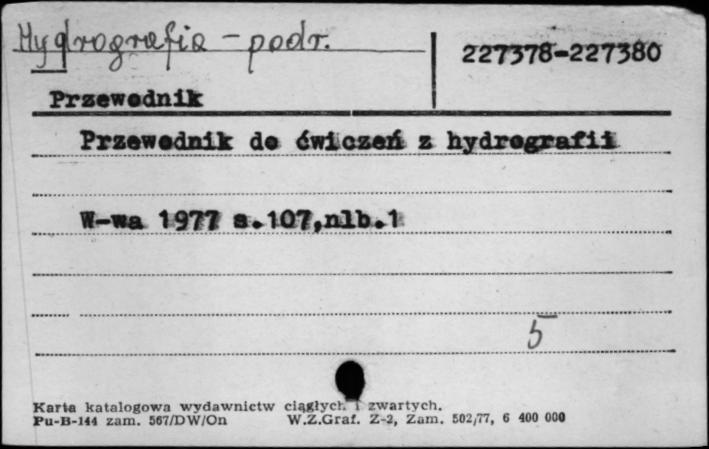 Hydrografia - podr.
227378-227380
Przewodnik
Przewodnik do ćwiczeń z hydrografii
W-wa 1977 s.107,nlb.1
5
Karta katalogowa wydawnictw ciągłych i zwartych.
Pu-B-144 zam. 567/DW/On W.Z.Graf. Z-2, Zam. 502/77, 6 400 000